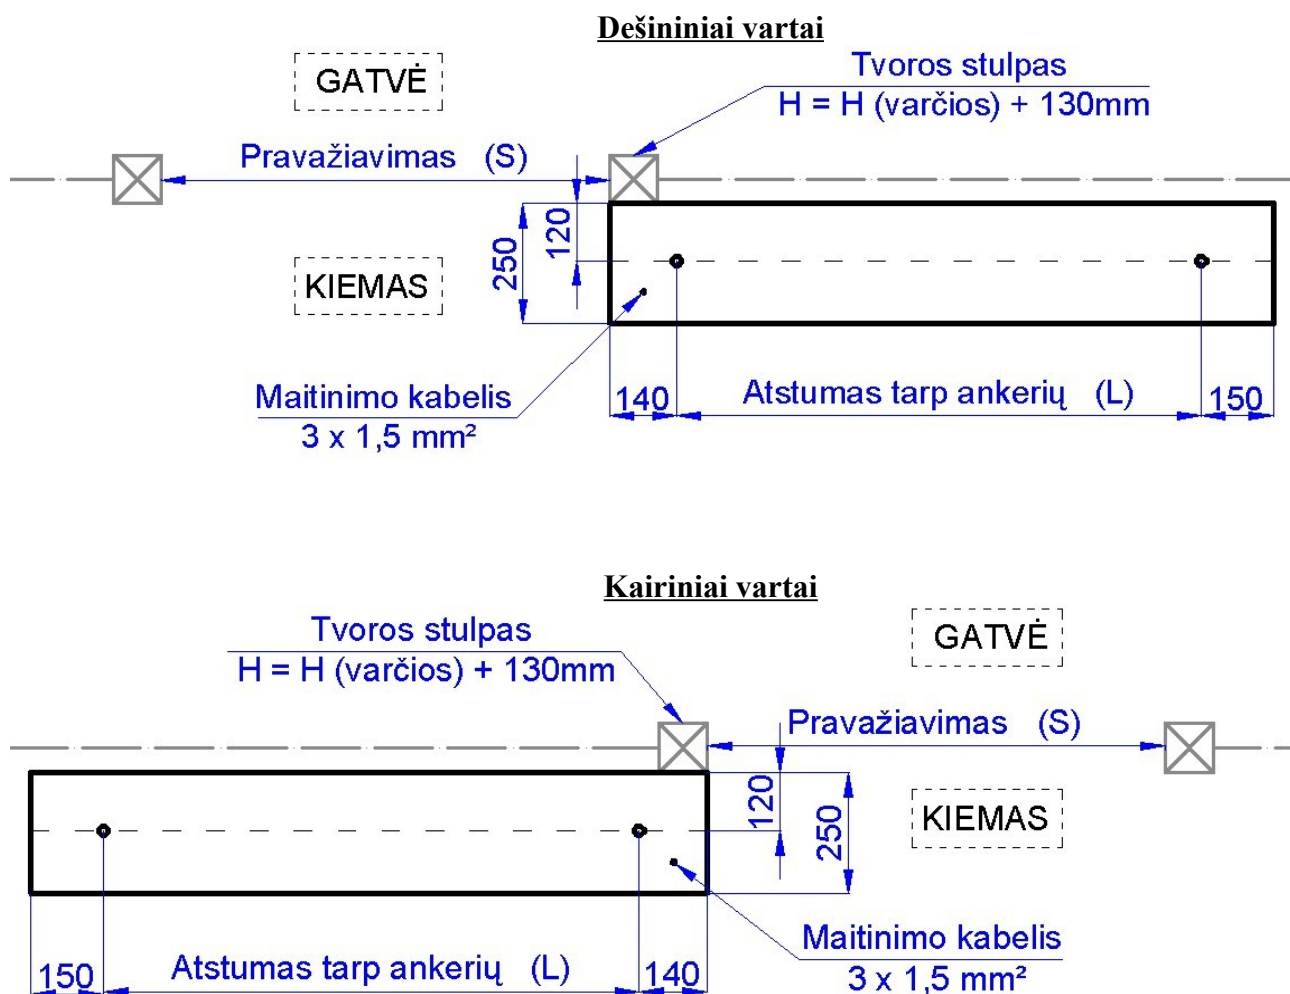 Dešininiai vartai
GATVĖ
Tvoros stulpas
H = H (varčios) + 130mm
Pravažiavimas (S)
120
250
KIEMAS
Maitinimo kabelis
3 x 1,5 mm²
140
Atstumas tarp ankerių (L)
150
Kairiniai vartai
Tvoros stulpas
H = H (varčios) + 130mm
GATVĖ
Pravažiavimas (S)
120
250
KIEMAS
Maitinimo kabelis
3 x 1,5 mm²
150
Atstumas tarp ankerių (L)
140